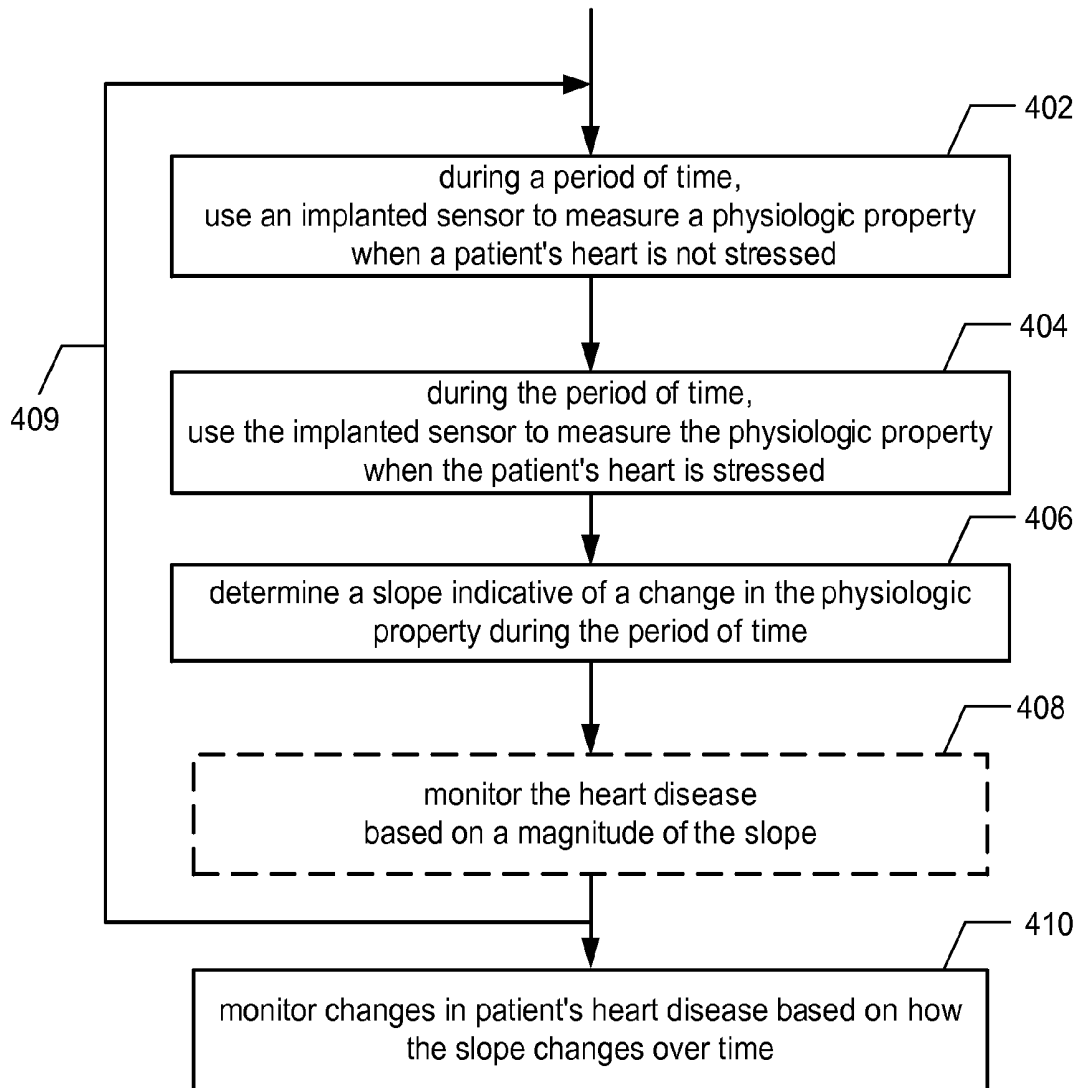 402
during a period of time,
use an implanted sensor to measure a physiologic property
when a patient's heart is not stressed
404
during the period of time,
use the implanted sensor to measure the physiologic property
when the patient's heart is stressed
409
406
determine a slope indicative of a change in the physiologic
property during the period of time
408
monitor the heart disease
based on a magnitude of the slope
410
monitor changes in patient's heart disease based on how
the slope changes over time